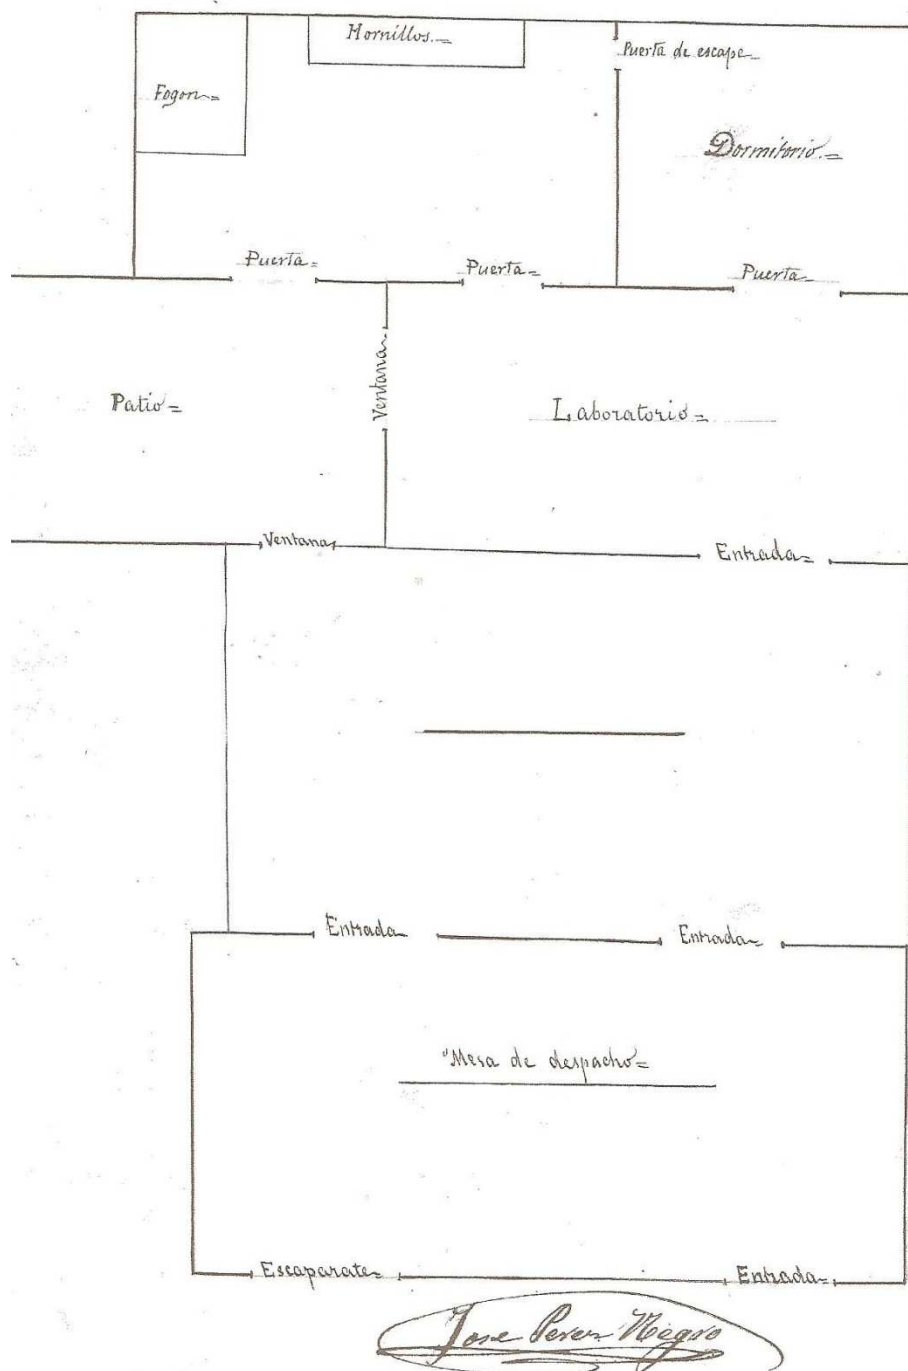 Hornillos.=
Puerta de escape=
Fogon=
Dormitorio.=
Puerta=
Puerta=
Puerta=
Ventana=
Patio=
Laboratorio=
Ventana
Entrada=
Entrada=
Entrada=
Mesa de despacho=
Escaparate=
Entrada=
Jose Perez Negro